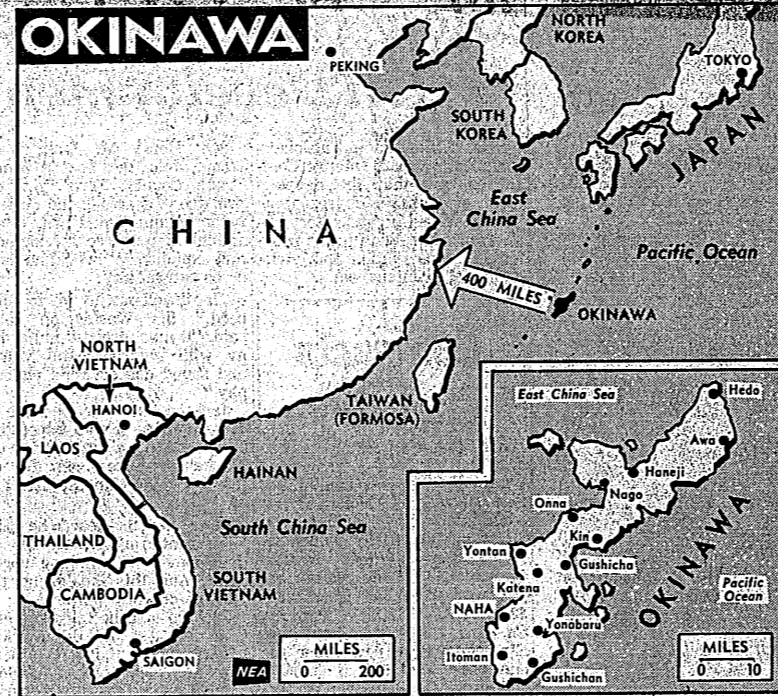 OKINAWA
NORTH
KOREA
PEKING
TOKYO
SOUTH
KOREA
JAPAN
East
China Sea
CHINA
Pacific Ocean
400 MILES
OKINAWA
NORTH
VIETNAM
HANOI
TAIWAN
(FORMOSA)
LAOS
HAINAN
South China Sea
THAILAND
CAMBODIA
SOUTH
VIETNAM
SAIGON
NEA
MILES
0 200
East China Sea
Hedo
Awa
Haneji
Nago
Onna
Kin
Yontan
Gushicha
Katena
OKINAWA
Pacific
Ocean
NAHA
Yonabaru
Itoman
Gushichan
MILES
0 10